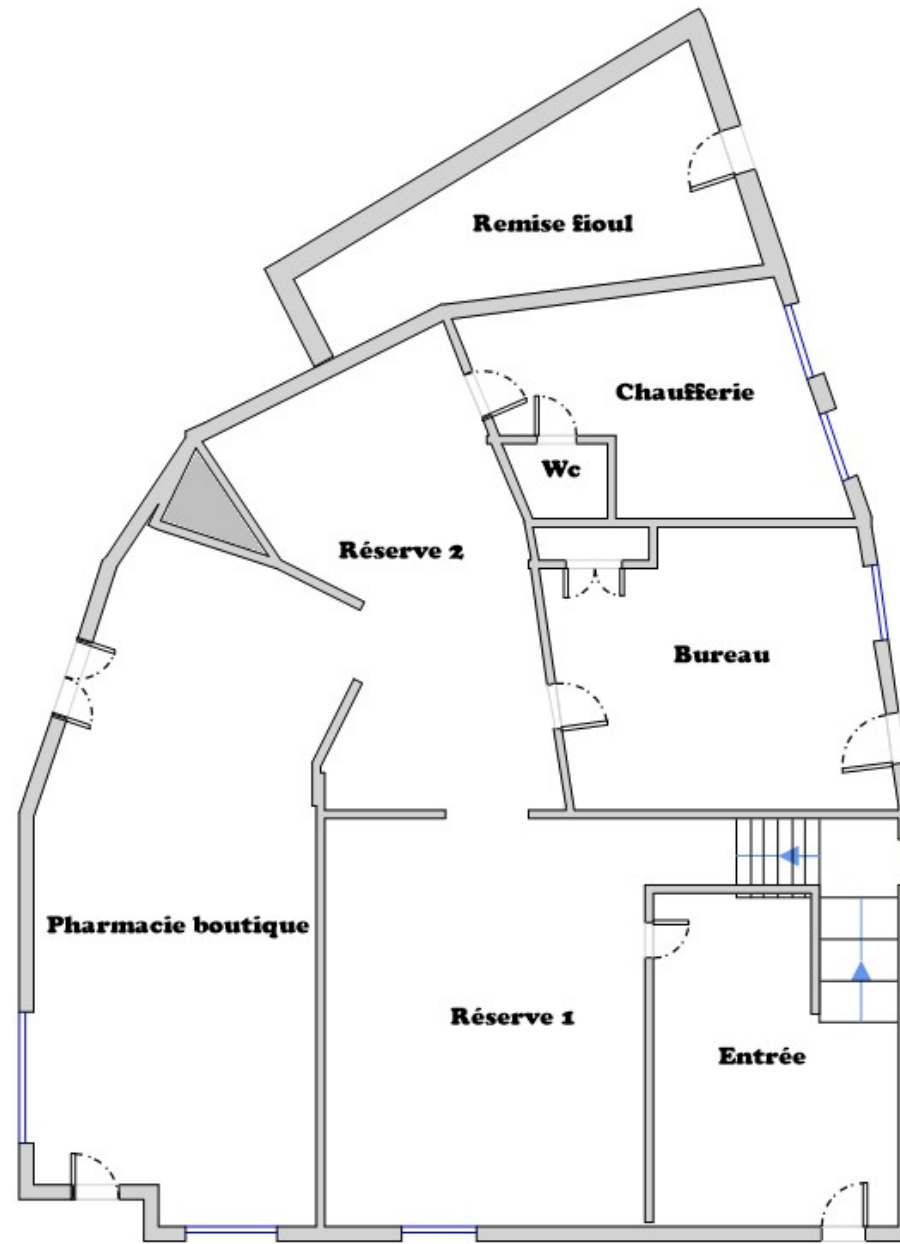 Remise fioul
Chaufferie
Wc
Réserve 2
Bureau
Pharmacie boutique
Réserve 1
Entrée